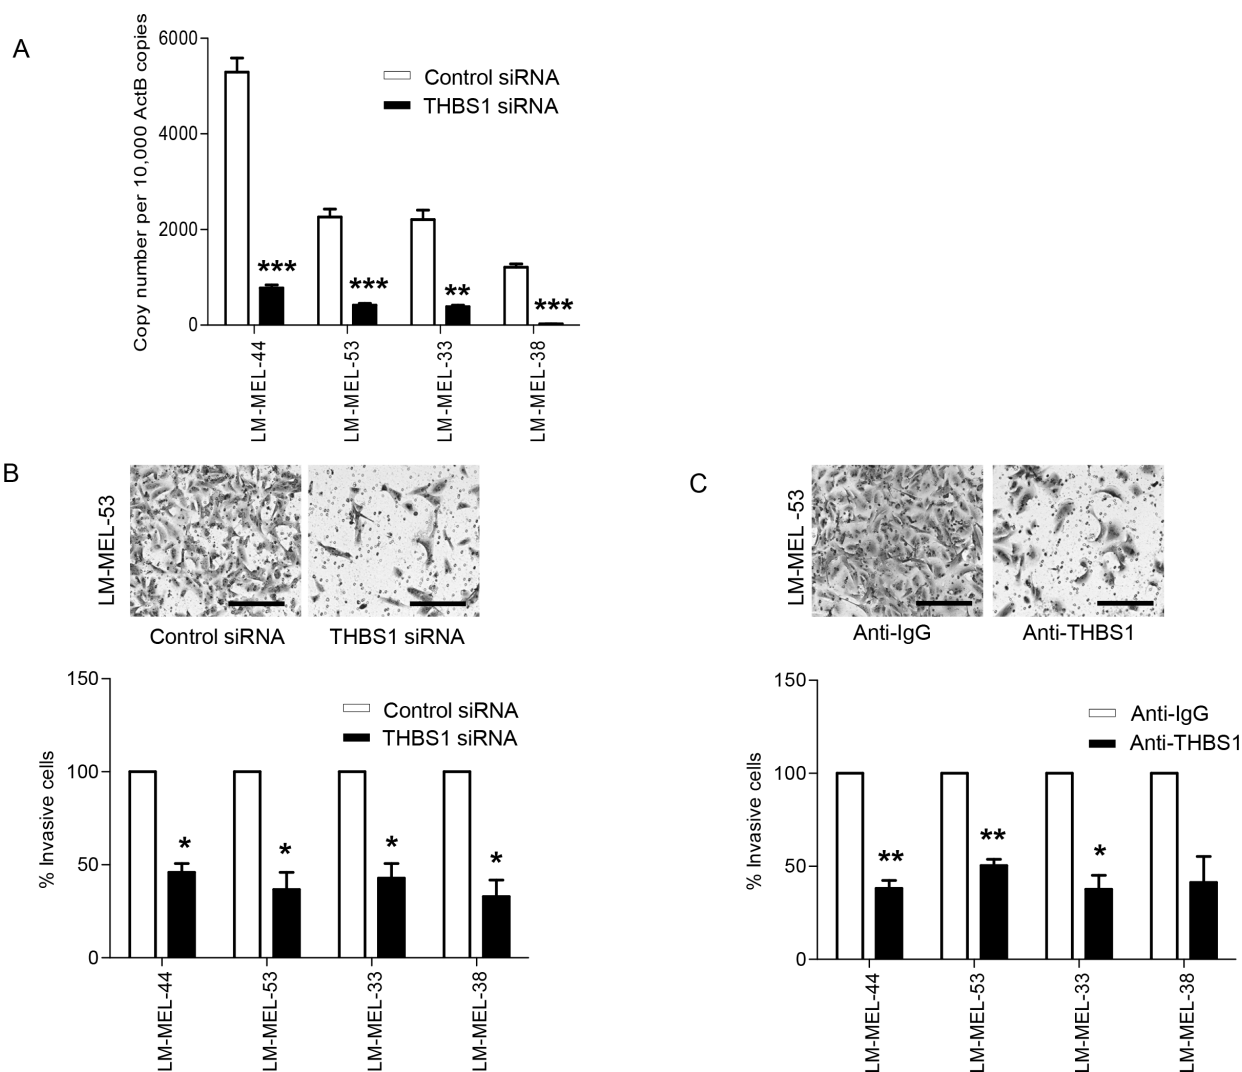 A
Copy number per 10,000 ActB copies
6000
4000
2000
0
Control siRNA
THBS1 siRNA
***
***
**
***
LM-MEL-44
LM-MEL-53
LM-MEL-33
LM-MEL-38
B
LM-MEL-53
Control siRNA
THBS1 siRNA
% Invasive cells
150
100
50
0
Control siRNA
THBS1 siRNA
*
*
*
*
LM-MEL-44
LM-MEL-53
LM-MEL-33
LM-MEL-38
C
LM-MEL -53
Anti-IgG
Anti-THBS1
% Invasive cells
150
100
50
0
Anti-IgG
Anti-THBS1
**
**
*
LM-MEL-44
LM-MEL-53
LM-MEL-33
LM-MEL-38